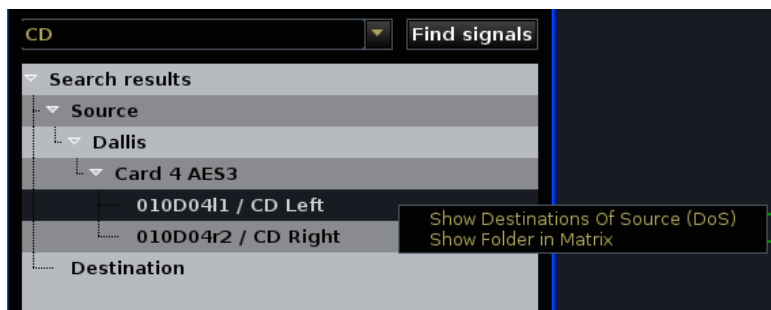 CD
Find signals
Search results
Source
Dallis
Card 4 AES3
010D04l1 / CD Left
010D04r2 / CD Right
Show Destinations Of Source (DoS)
Show Folder in Matrix
Destination